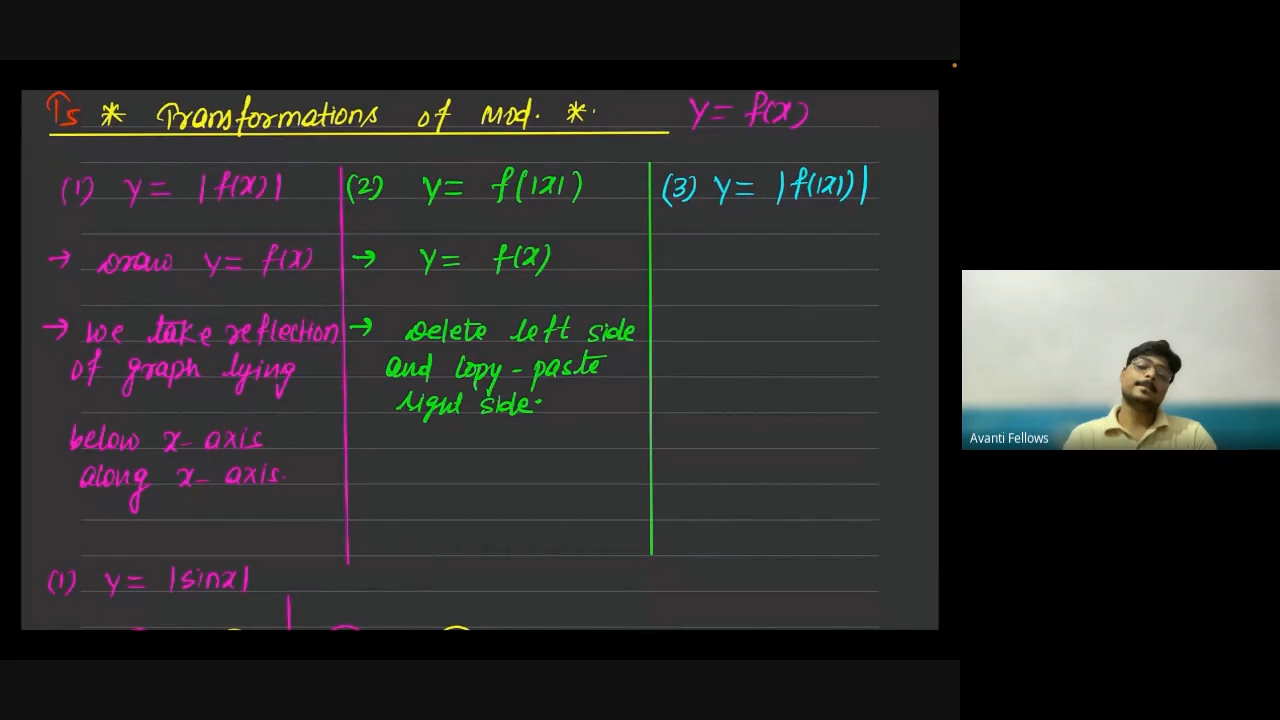 T5 * Transformations of Mod. *. y = f(x)
(1) y = |f(x)|
→ Draw y = f(x)
→ We take reflection
of graph lying
below x-axis
along x-axis.
(2) y = f(|x|)
→ y = f(x)
→ Delete left side
and copy-paste
right side.
(3) y = |f(|x|)|
(1) y = |sinx|
Avanti Fellows